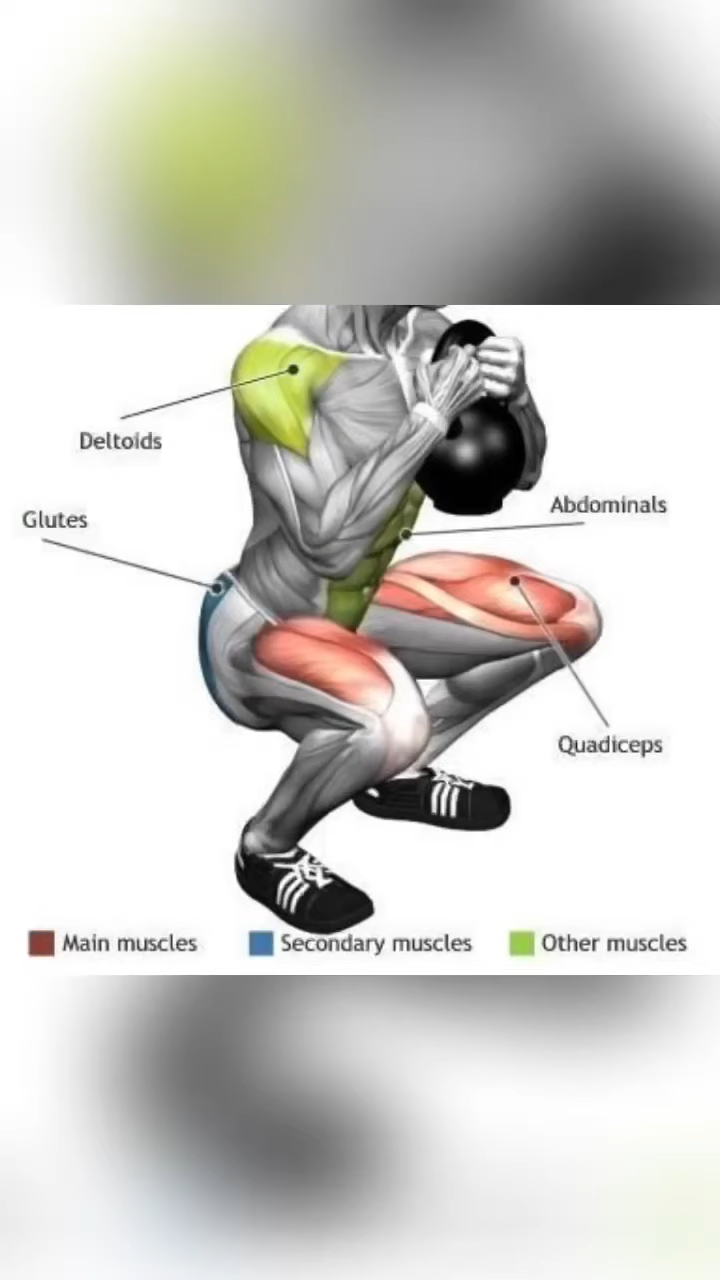 Deltoids
Abdominals
Glutes
Quadiceps
Main muscles
Secondary muscles
Other muscles